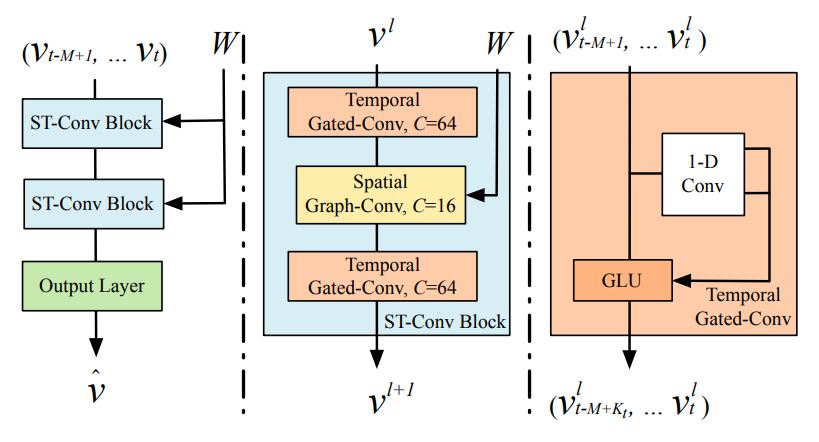 (v_{t-M+1}, ... v_t)
W
ST-Conv Block
ST-Conv Block
Output Layer
v̂
v^l
W
Temporal
Gated-Conv, C=64
Spatial
Graph-Conv, C=16
Temporal
Gated-Conv, C=64
ST-Conv Block
v^{l+1}
(v^l_{t-M+1}, ... v^l_t)
1-D
Conv
GLU
Temporal
Gated-Conv
(v^l_{t-M+K_t}, ... v^l_t)